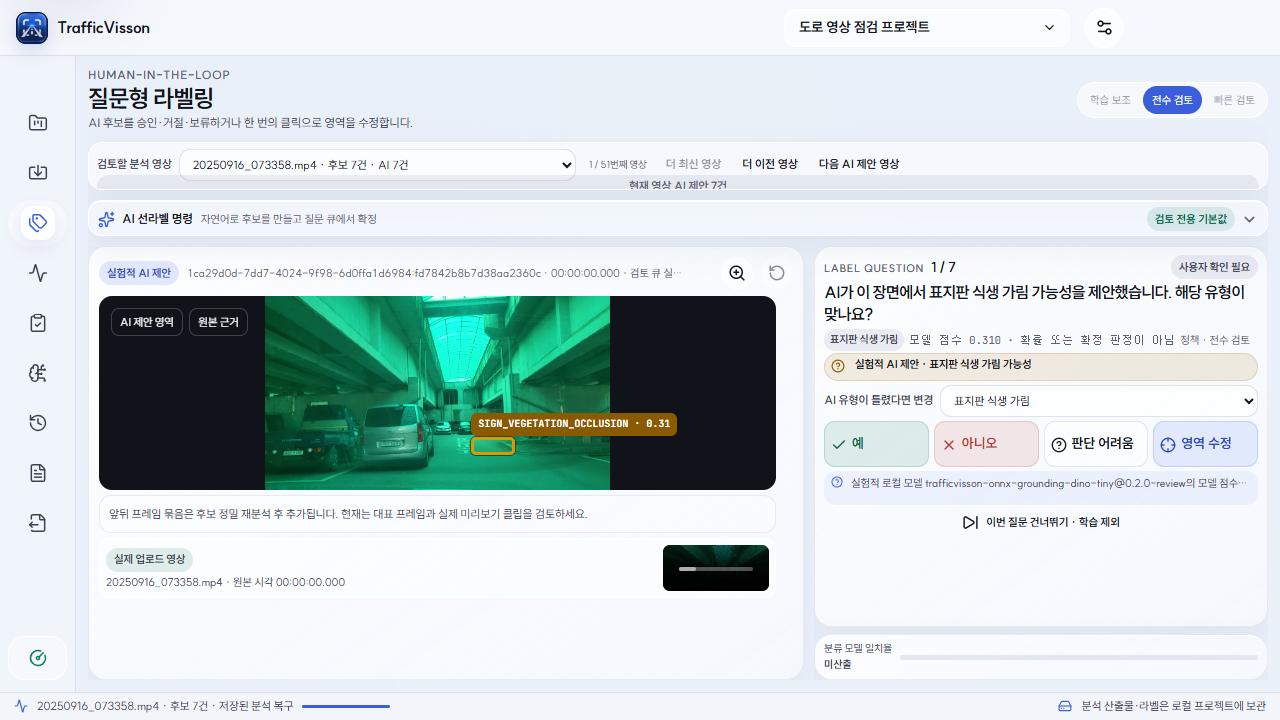 TrafficVisson
도로 영상 점검 프로젝트
HUMAN-IN-THE-LOOP
질문형 라벨링
AI 후보를 승인·거절·보류하거나 한 번의 클릭으로 영역을 수정합니다.
학습 보조
전수 검토
빠른 검토
검토할 분석 영상
20250916_073358.mp4 · 후보 7건 · AI 7건
1 / 51번째 영상
더 최신 영상
더 이전 영상
다음 AI 제안 영상
현재 영상 AI 제안 7건
AI 선라벨 명령
자연어로 후보를 만들고 질문 큐에서 확정
검토 전용 기본값
실험적 AI 제안
1ca29d0d-7dd7-4024-9f98-6d0ffa1d6984:fd7842b8b7d38aa2360c · 00:00:00.000 · 검토 큐 실…
AI 제안 영역
원본 근거
SIGN_VEGETATION_OCCLUSION · 0.31
앞뒤 프레임 묶음은 후보 정밀 재분석 후 추가됩니다. 현재는 대표 프레임과 실제 미리보기 클립을 검토하세요.
실제 업로드 영상
20250916_073358.mp4 · 원본 시각 00:00:00.000
LABEL QUESTION 1 / 7
사용자 확인 필요
AI가 이 장면에서 표지판 식생 가림 가능성을 제안했습니다. 해당 유형이
맞나요?
표지판 식생 가림
모델 점수 0.310 · 확률 또는 확정 판정이 아님
정책 · 전수 검토
실험적 AI 제안 · 표지판 식생 가림 가능성
AI 유형이 틀렸다면 변경
표지판 식생 가림
예
아니오
판단 어려움
영역 수정
실험적 로컬 모델 trafficvisson-onnx-grounding-dino-tiny@0.2.0-review의 모델 점수…
이번 질문 건너뛰기 · 학습 제외
분류 모델 일치율
미산출
20250916_073358.mp4 · 후보 7건 · 저장된 분석 복구
분석 산출물·라벨은 로컬 프로젝트에 보관